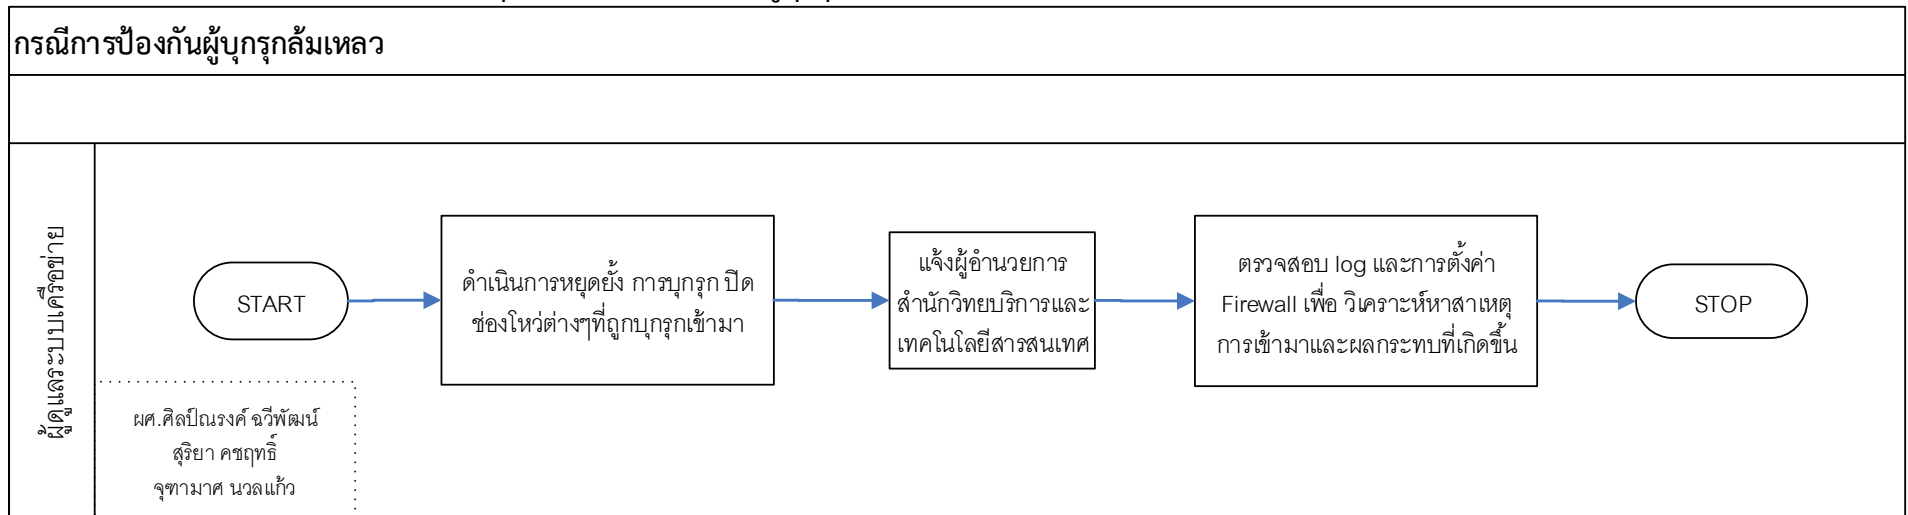 กรณีการป้องกันผู้บุกรุกล้มเหลว
ผู้ดูแลระบบเครือข่าย
START
ดำเนินการหยุดยั้ง การบุกรุก ปิด
ช่องโหว่ต่างๆที่ถูกบุกรุกเข้ามา
แจ้งผู้อำนวยการ
สำนักวิทยบริการและ
เทคโนโลยีสารสนเทศ
ตรวจสอบ log และการตั้งค่า
Firewall เพื่อ วิเคราะห์หาสาเหตุ
การเข้ามาและผลกระทบที่เกิดขึ้น
STOP
ผศ.ศิลป์ณรงค์ ฉวีพัฒน์
สุริยา คชฤทธิ์
จุฑามาศ นวลแก้ว